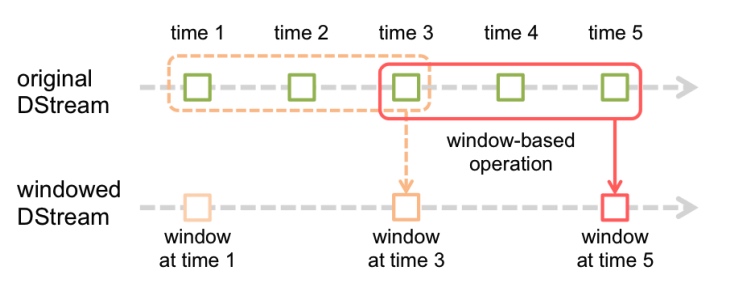 time 1 time 2 time 3 time 4 time 5
original
DStream
window-based
operation
windowed
DStream
window
at time 1
window
at time 3
window
at time 5